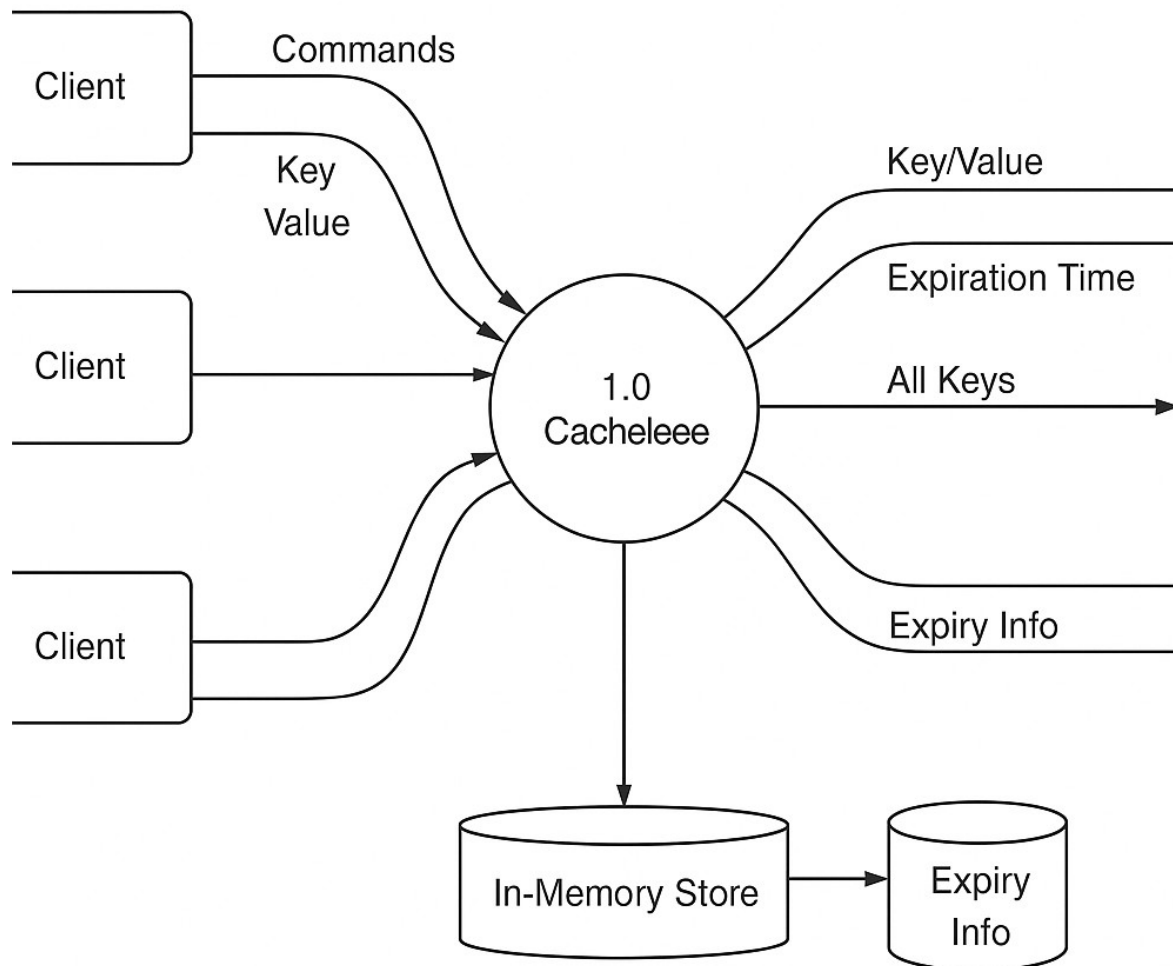 Client
Commands
Key
Value
Client
Client
1.0
Cacheleee
Key/Value
Expiration Time
All Keys
Expiry Info
In-Memory Store
Expiry
Info